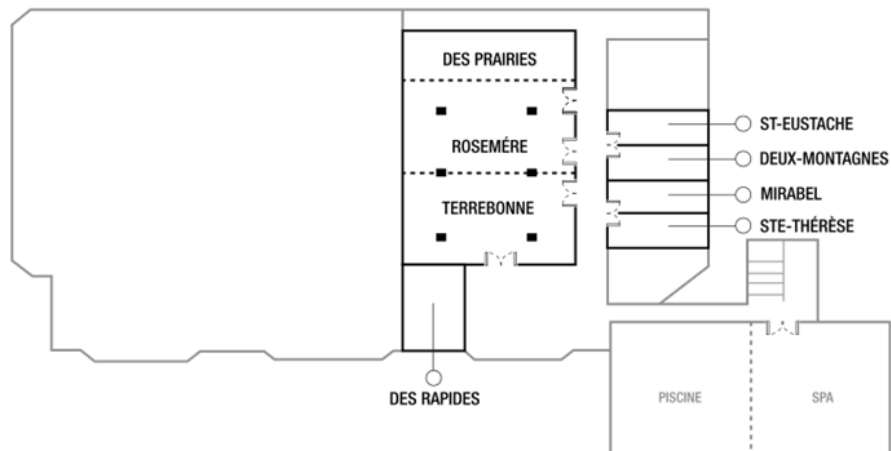 DES PRAIRIES
ROSEMÉRE
TERREBONNE
ST-EUSTACHE
DEUX-MONTAGNES
MIRABEL
STE-THÉRÈSE
DES RAPIDES
PISCINE
SPA